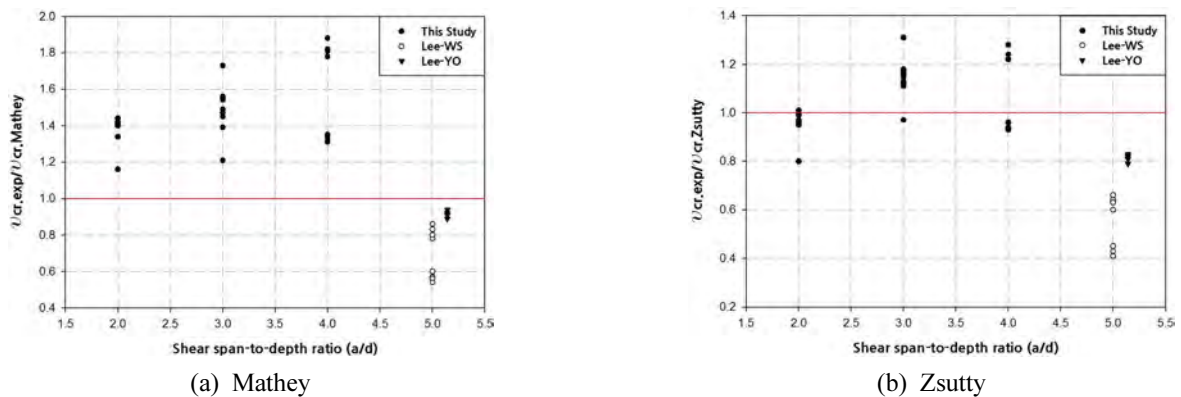 2.0
1.8
1.6
1.4
1.2
1.0
0.8
0.6
0.4
υcr,exp/υcr,Mathey
This Study
Lee-WS
Lee-YO
1.5 2.0 2.5 3.0 3.5 4.0 4.5 5.0 5.5
Shear span-to-depth ratio (a/d)
(a) Mathey
1.4
1.2
1.0
0.8
0.6
0.4
0.2
υcr,exp/υcr,Zsutty
This Study
Lee-WS
Lee-YO
1.5 2.0 2.5 3.0 3.5 4.0 4.5 5.0 5.5
Shear span-to-depth ratio (a/d)
(b) Zsutty